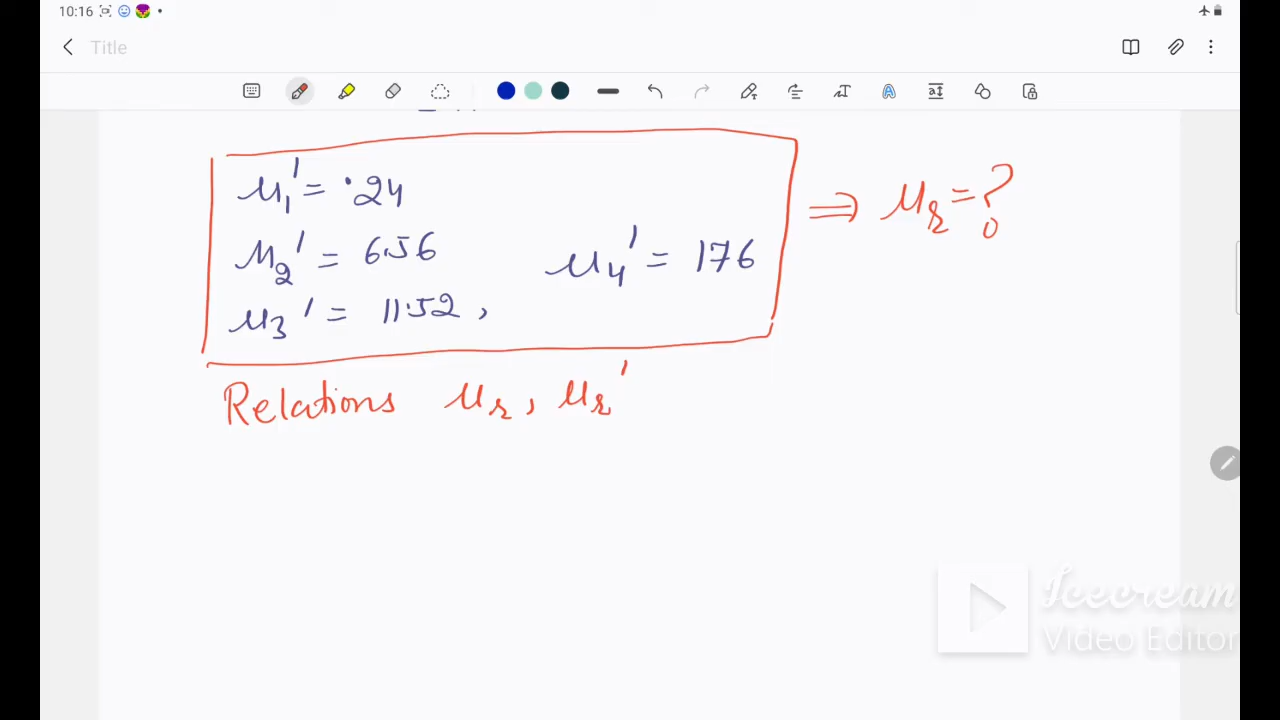 10:16
Title
μ₁' = ·24
μ₂' = 6.56
μ₃' = 11.52 ,
μ₄' = 176
⟹ μᵣ = ?
Relations μᵣ, μᵣ'
Icecream
Video Editor